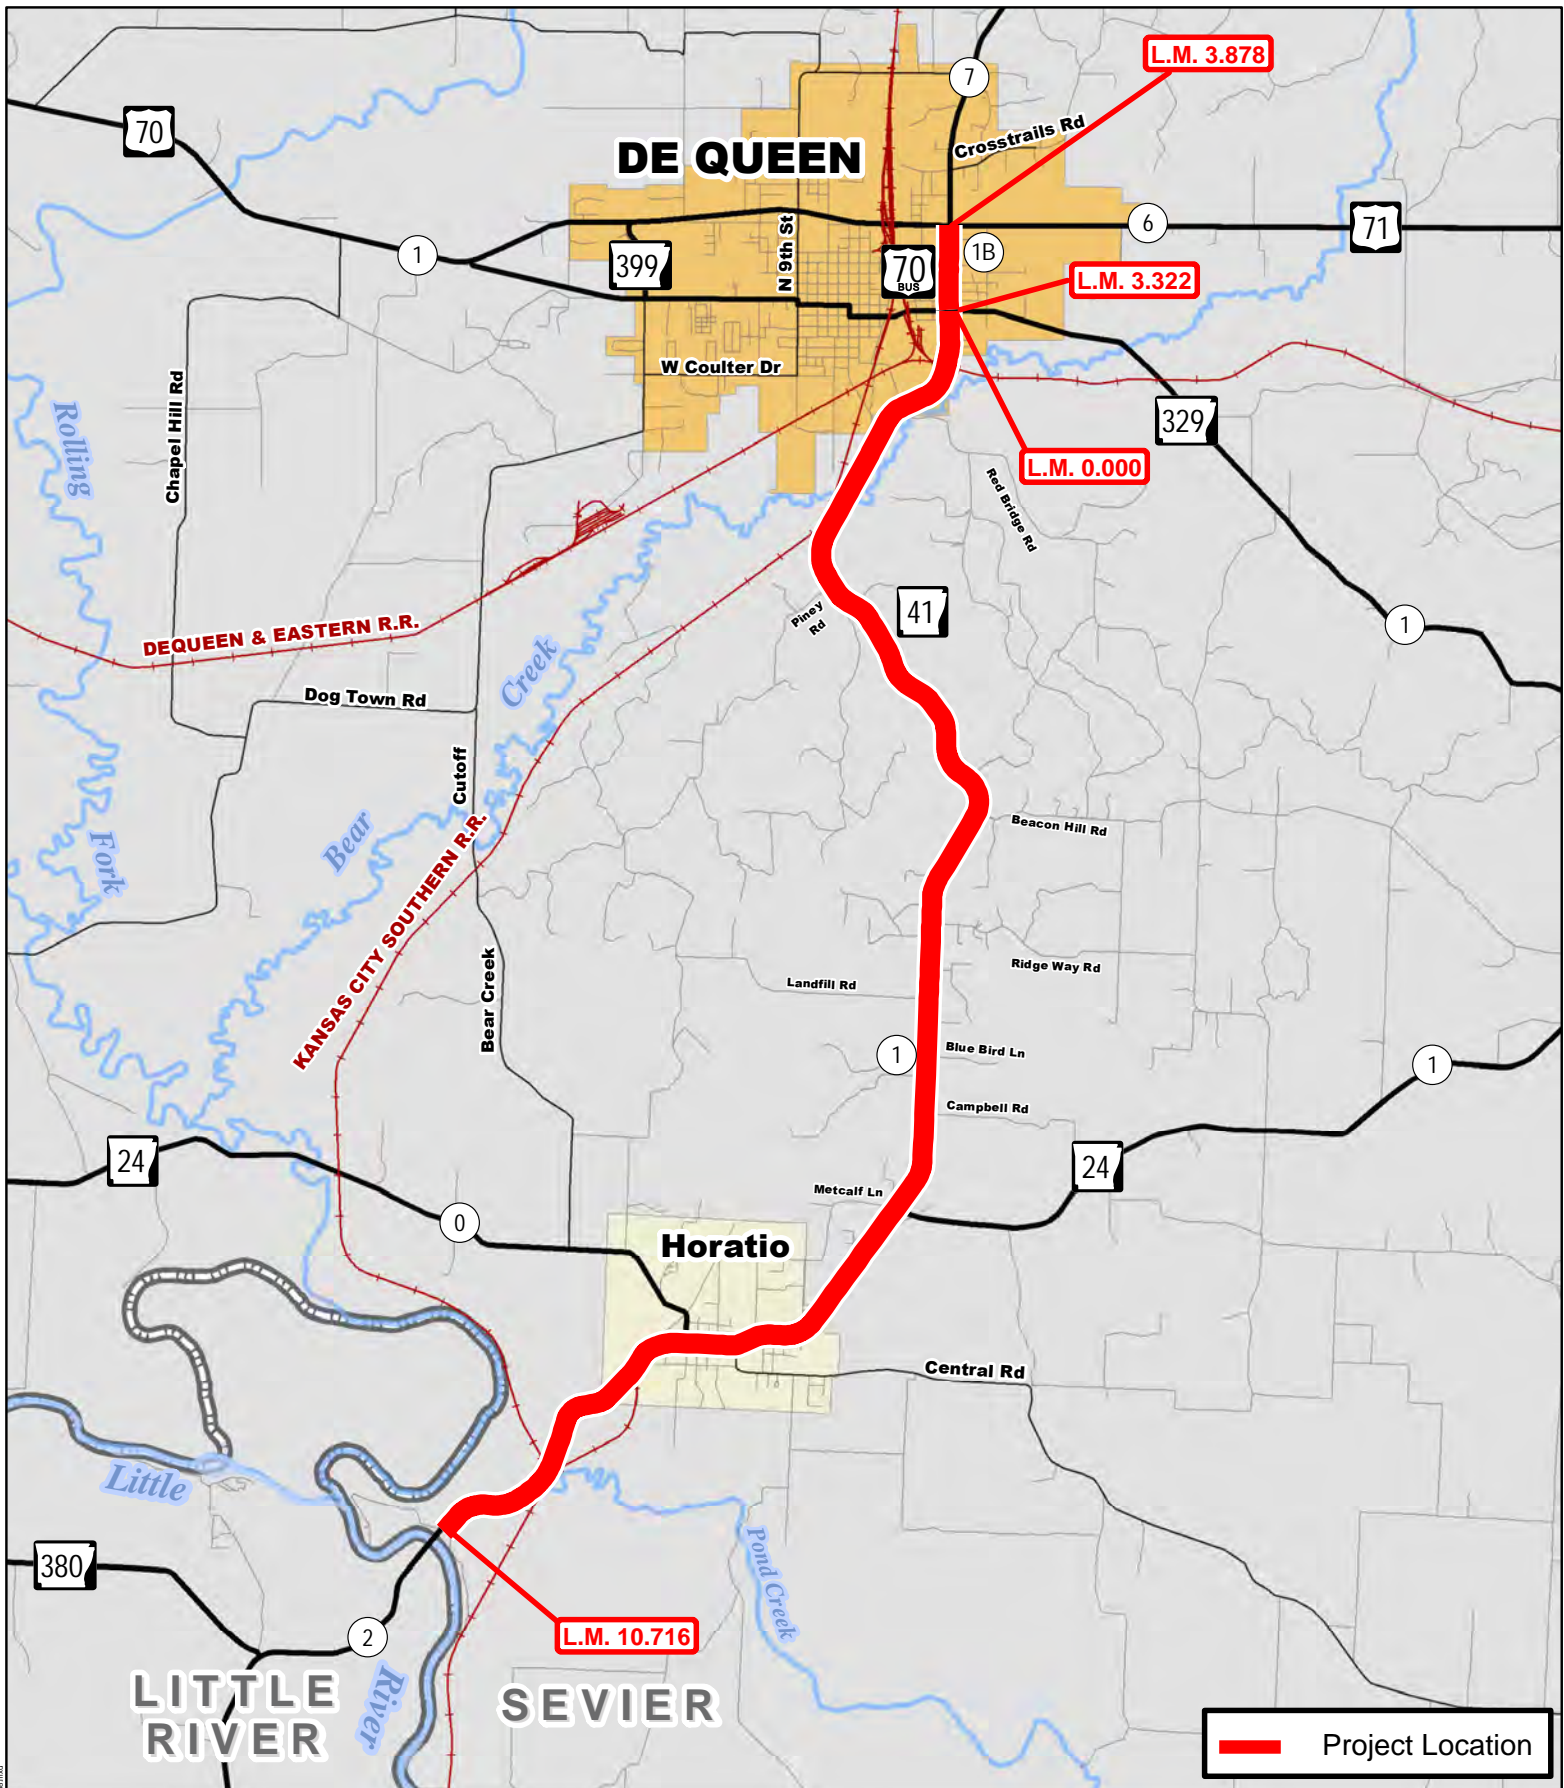 L.M. 3.878
7
70
Crosstrails Rd
DE QUEEN
6
71
1
399
N 9th St
70
BUS
1B
L.M. 3.322
W Coulter Dr
Chapel Hill Rd
Rolling
329
L.M. 0.000
Red Bridge Rd
41
Piney
Rd
1
DEQUEEN & EASTERN R.R.
Creek
Dog Town Rd
Cutoff
Bear
Fork
Beacon Hill Rd
KANSAS CITY SOUTHERN R.R.
Bear Creek
Landfill Rd
Ridge Way Rd
1
Blue Bird Ln
1
Campbell Rd
24
24
Metcalf Ln
0
Horatio
Central Rd
Little
380
Pond Creek
2
L.M. 10.716
LITTLE
RIVER
River
SEVIER
Project Location